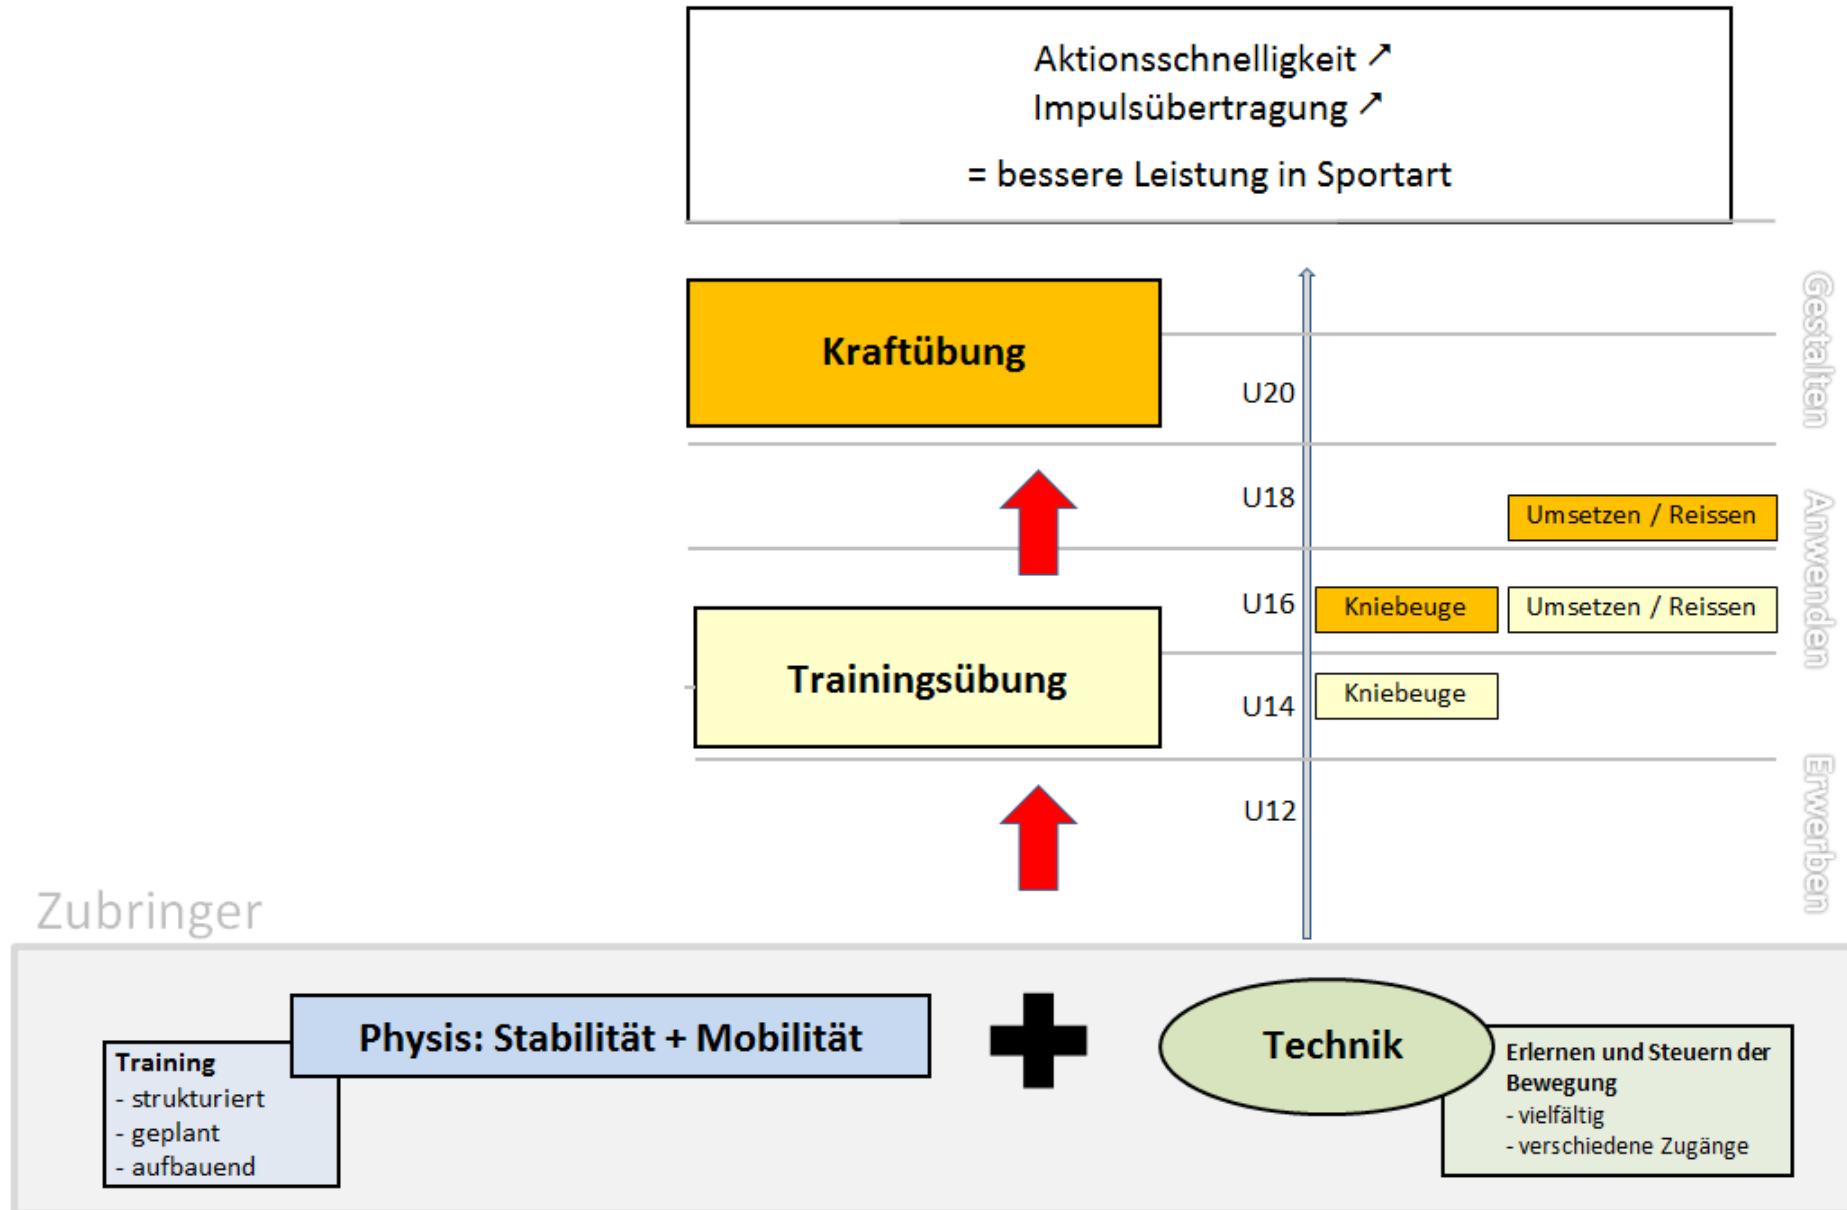 Aktionsschnelligkeit ↗
Impulsübertragung ↗
= bessere Leistung in Sportart
Kraftübung
Gestalten
U20
U18
Umsetzen / Reissen
Anwenden
U16
Kniebeuge
Umsetzen / Reissen
Trainingsübung
U14
Kniebeuge
U12
Erwerben
Zubringer
Physis: Stabilität + Mobilität
Training
- strukturiert
- geplant
- aufbauend
Technik
Erlernen und Steuern der
Bewegung
- vielfältig
- verschiedene Zugänge